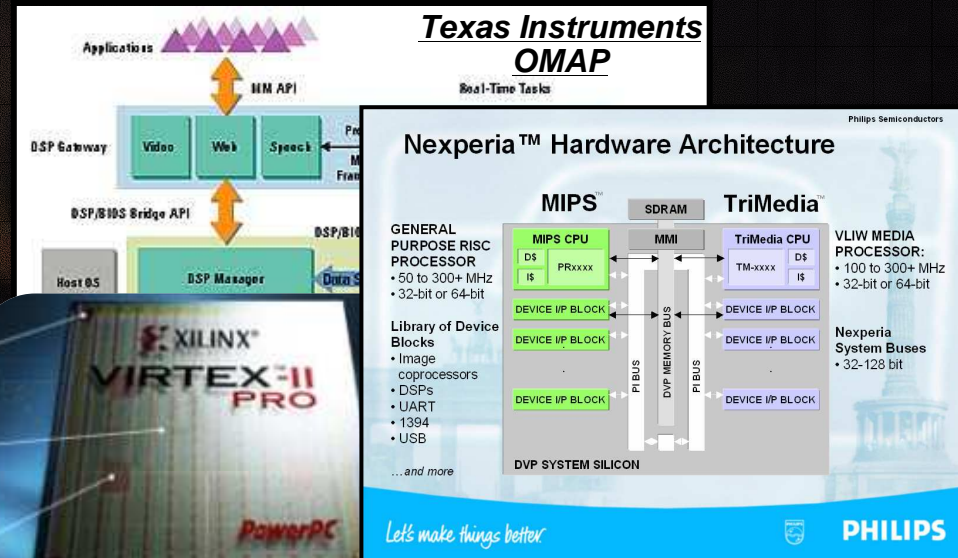 Texas Instruments
OMAP
Applications
MM API
Real-Time Tasks
DSP Gateway
Video
Web
Speech
DSP/BIOS Bridge API
Host OS
DSP Manager
Philips Semiconductors
Nexperia™ Hardware Architecture
MIPS™
SDRAM
TriMedia™
GENERAL
PURPOSE RISC
PROCESSOR
• 50 to 300+ MHz
• 32-bit or 64-bit
Library of Device
Blocks
• Image
coprocessors
• DSPs
• UART
• 1394
• USB
...and more
MIPS CPU
D$
I$
PRxxxx
DEVICE I/P BLOCK
DEVICE I/P BLOCK
.
DEVICE I/P BLOCK
MMI
PI BUS
DVP MEMORY BUS
PI BUS
TriMedia CPU
TM-xxxx
D$
I$
DEVICE I/P BLOCK
DEVICE I/P BLOCK
.
DEVICE I/P BLOCK
DVP SYSTEM SILICON
VLIW MEDIA
PROCESSOR:
• 100 to 300+ MHz
• 32-bit or 64-bit
Nexperia
System Buses
• 32-128 bit
Let's make things better.
PHILIPS
XILINX®
VIRTEX-II
PRO
PowerPC